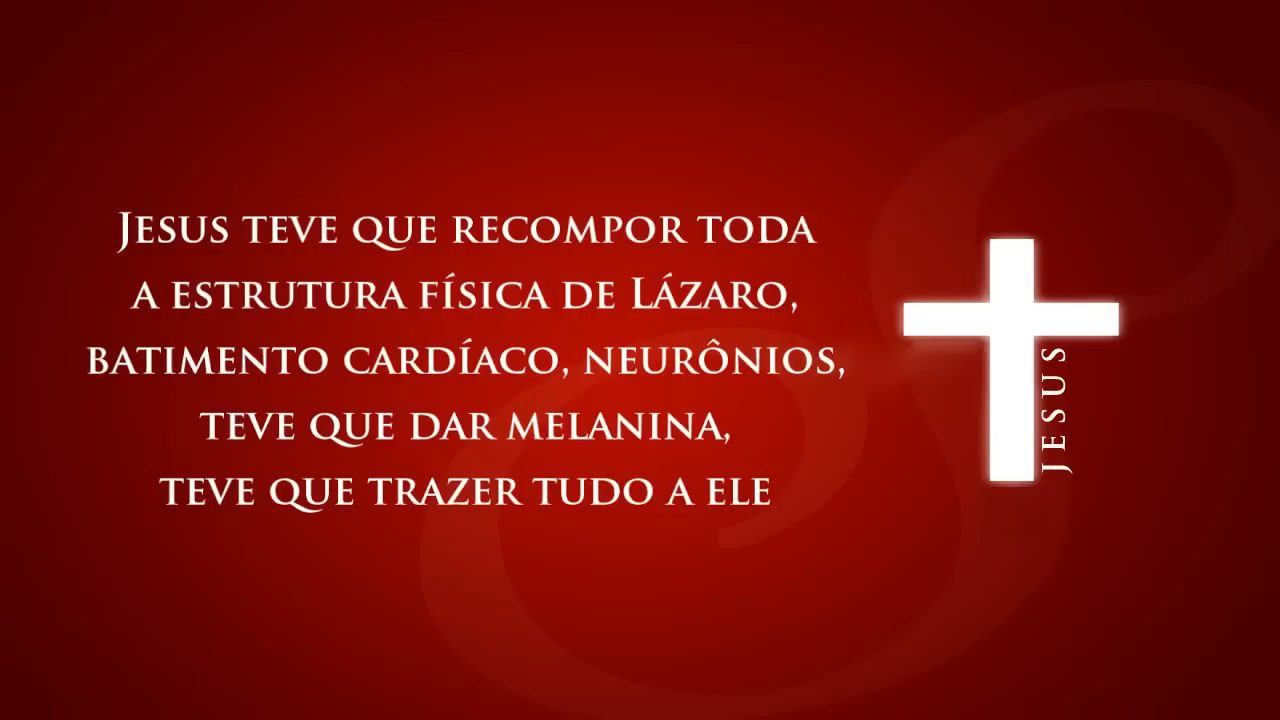 Jesus teve que recompor toda
a estrutura física de Lázaro,
batimento cardíaco, neurônios,
teve que dar melanina,
teve que trazer tudo a ele
Jesus